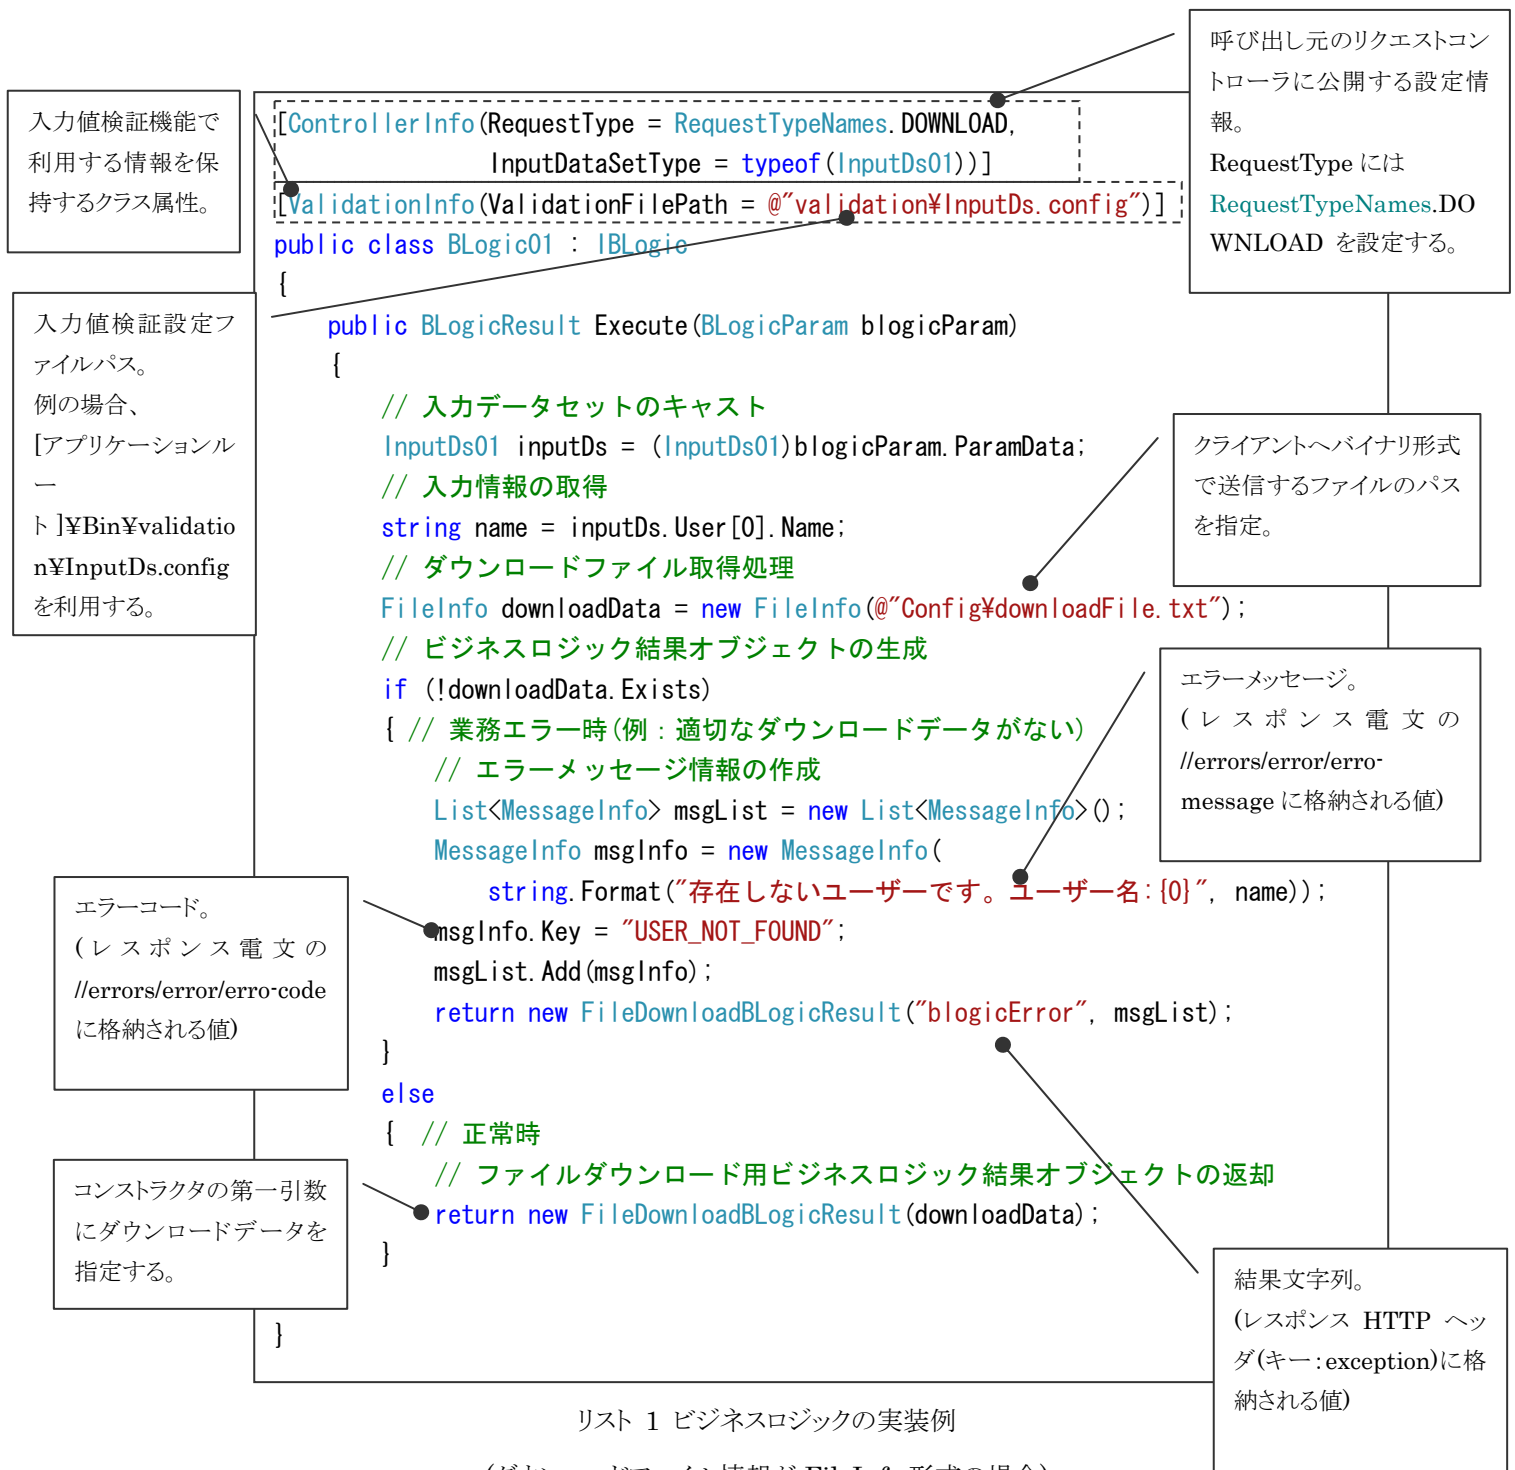 呼び出し元のリクエストコン
トローラに公開する設定情
報。
RequestType には
RequestTypeNames.DO
WNLOAD を設定する。
入力値検証機能で
利用する情報を保
持するクラス属性。
[ControllerInfo(RequestType = RequestTypeNames.DOWNLOAD,
InputDataSetType = typeof(InputDs01))]
[ValidationInfo(ValidationFilePath = @"validation¥InputDs.config")]
public class BLogic01 : IBLogic
{
入力値検証設定フ
ァイルパス。
例の場合、
[アプリケーションル
ー
ト]¥Bin¥validatio
n¥InputDs.config
を利用する。
public BLogicResult Execute(BLogicParam blogicParam)
{
// 入力データセットのキャスト
InputDs01 inputDs = (InputDs01)blogicParam.ParamData;
// 入力情報の取得
string name = inputDs.User[0].Name;
// ダウンロードファイル取得処理
FileInfo downloadData = new FileInfo(@"Config¥downloadFile.txt");
クライアントへバイナリ形式
で送信するファイルのパス
を指定。
// ビジネスロジック結果オブジェクトの生成
if (!downloadData.Exists)
{ // 業務エラー時(例：適切なダウンロードデータがない)
// エラーメッセージ情報の作成
List<MessageInfo> msgList = new List<MessageInfo>();
MessageInfo msgInfo = new MessageInfo(
string.Format("存在しないユーザーです。ユーザー名:{0}", name));
エラーメッセージ。
(レスポンス電文の
//errors/error/erro-
message に格納される値)
msgInfo.Key = "USER_NOT_FOUND";
msgList.Add(msgInfo);
return new FileDownloadBLogicResult("blogicError", msgList);
}
エラーコード。
(レスポンス電文の
//errors/error/erro-code
に格納される値)
else
{ // 正常時
// ファイルダウンロード用ビジネスロジック結果オブジェクトの返却
return new FileDownloadBLogicResult(downloadData);
}
コンストラクタの第一引数
にダウンロードデータを
指定する。
}
結果文字列。
(レスポンス HTTP ヘッ
ダ(キー：exception)に格
納される値)
リスト 1 ビジネスロジックの実装例
(ダウンロードファイル情報が FileInfo 形式の場合)